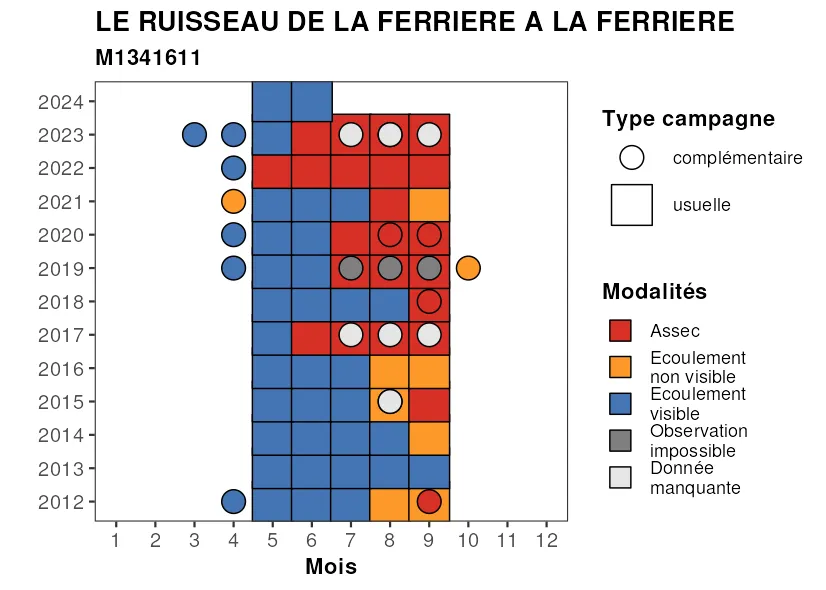 LE RUISSEAU DE LA FERRIERE A LA FERRIERE
M1341611
2024
2023
2022
2021
2020
2019
2018
2017
2016
2015
2014
2013
2012
1 2 3 4 5 6 7 8 9 10 11 12
Mois
Type campagne
complémentaire
usuelle
Modalités
Assec
Ecoulement
non visible
Ecoulement
visible
Observation
impossible
Donnée
manquante